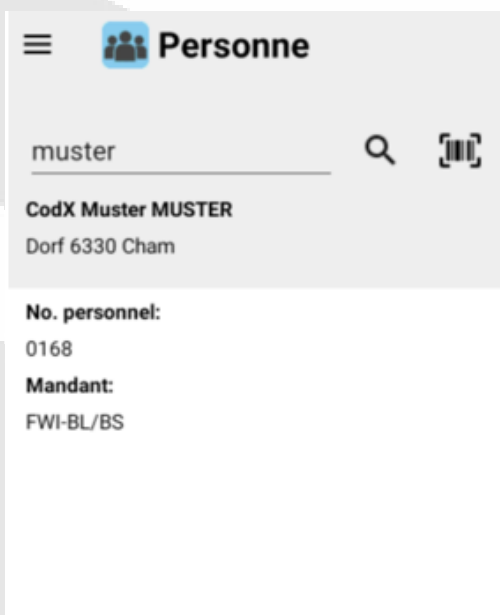 Personne
muster
CodX Muster MUSTER
Dorf 6330 Cham
No. personnel:
0168
Mandant:
FWI-BL/BS